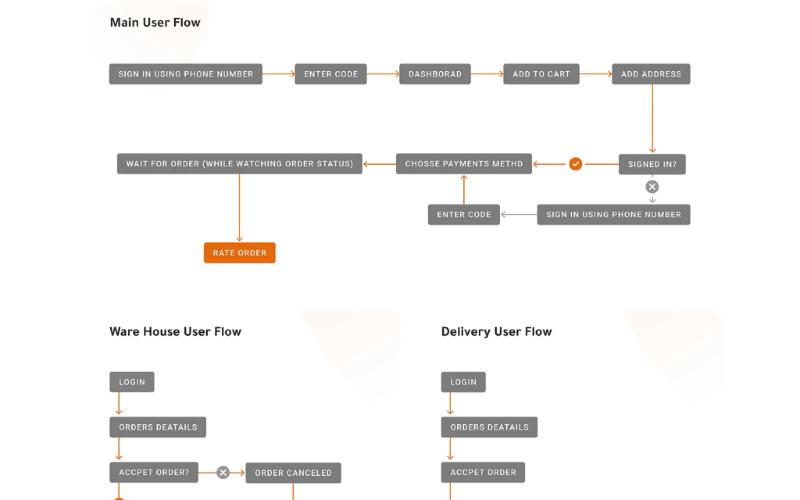 Main User Flow
SIGN IN USING PHONE NUMBER
ENTER CODE
DASHBORAD
ADD TO CART
ADD ADDRESS
WAIT FOR ORDER (WHILE WATCHING ORDER STATUS)
CHOSSE PAYMENTS METHD
SIGNED IN?
ENTER CODE
SIGN IN USING PHONE NUMBER
RATE ORDER
Ware House User Flow
LOGIN
ORDERS DEATAILS
ACCPET ORDER?
ORDER CANCELED
Delivery User Flow
LOGIN
ORDERS DEATAILS
ACCPET ORDER